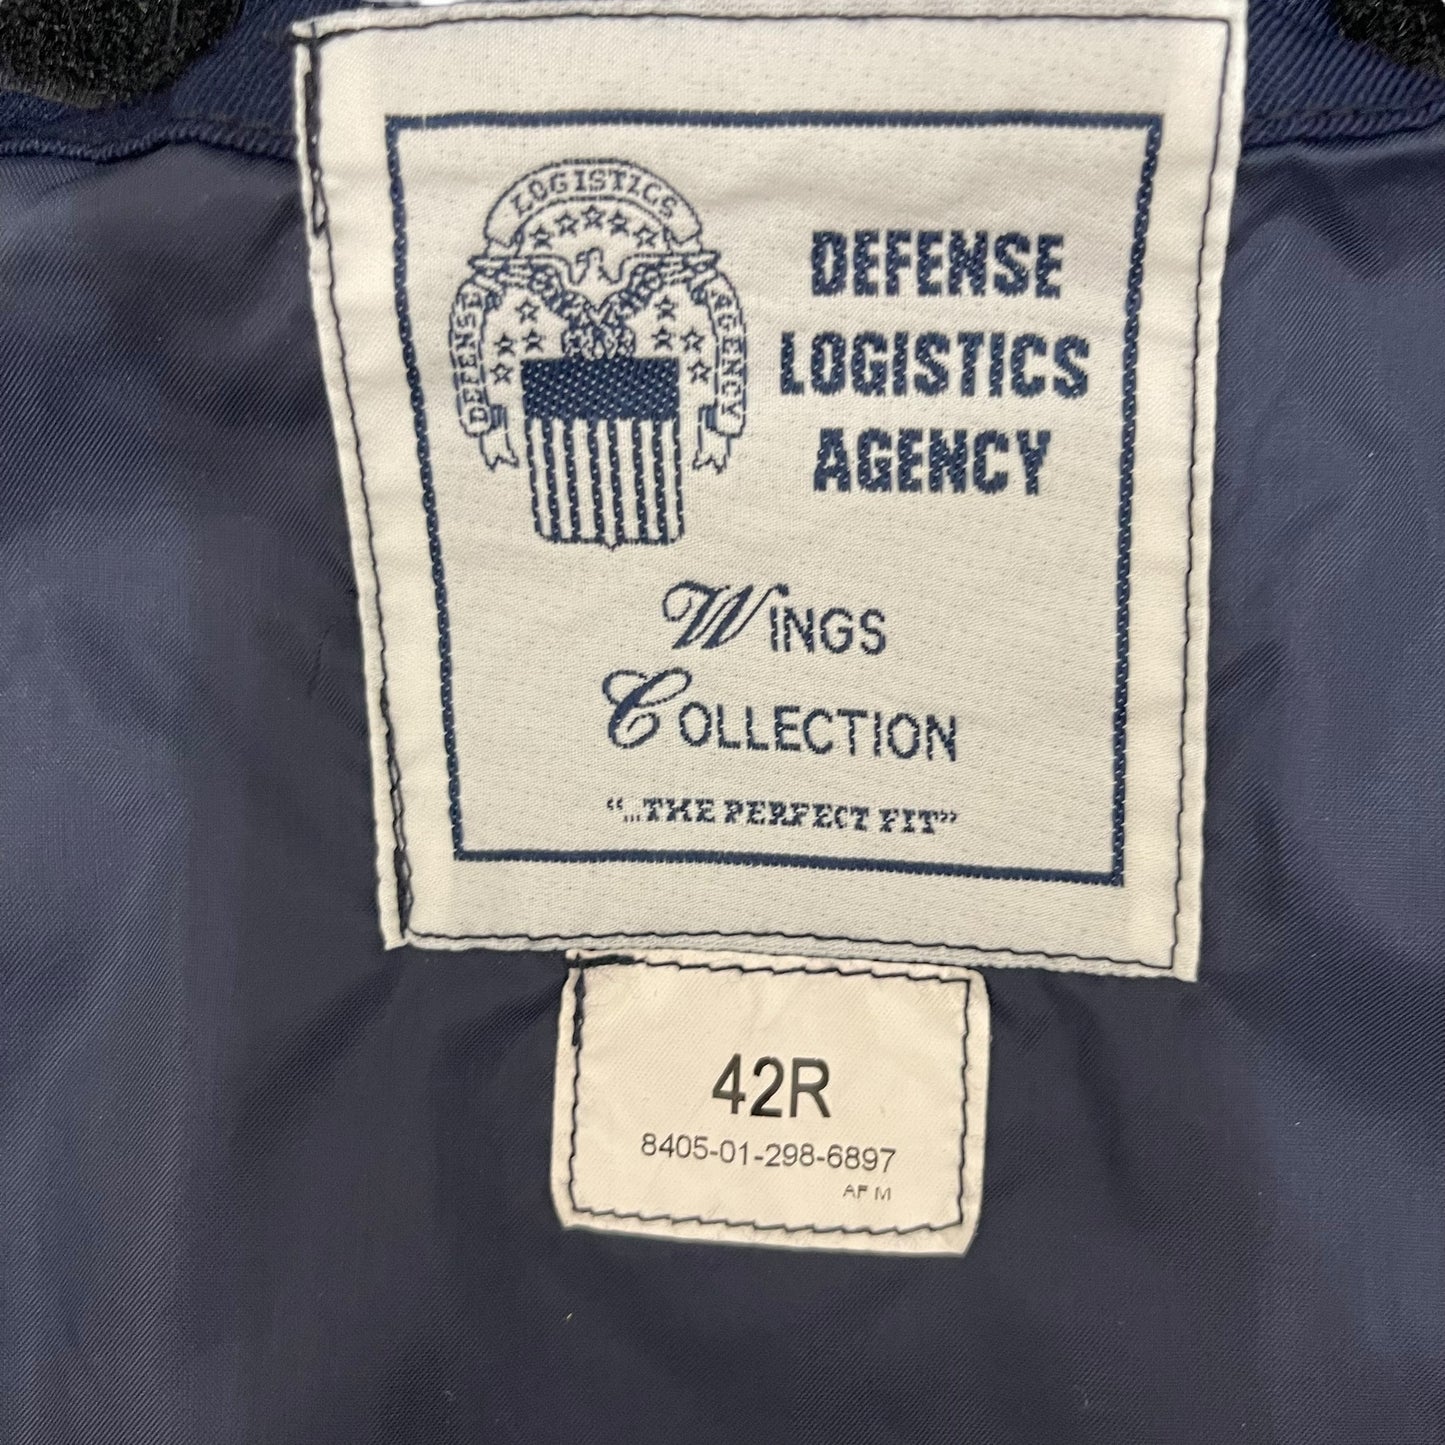 LOGISTICS
DEFENSE
AGENCY
DEFENSE
LOGISTICS
AGENCY
WINGS
COLLECTION
"...THE PERFECT FIT"
42R
8405-01-298-6897
AF M